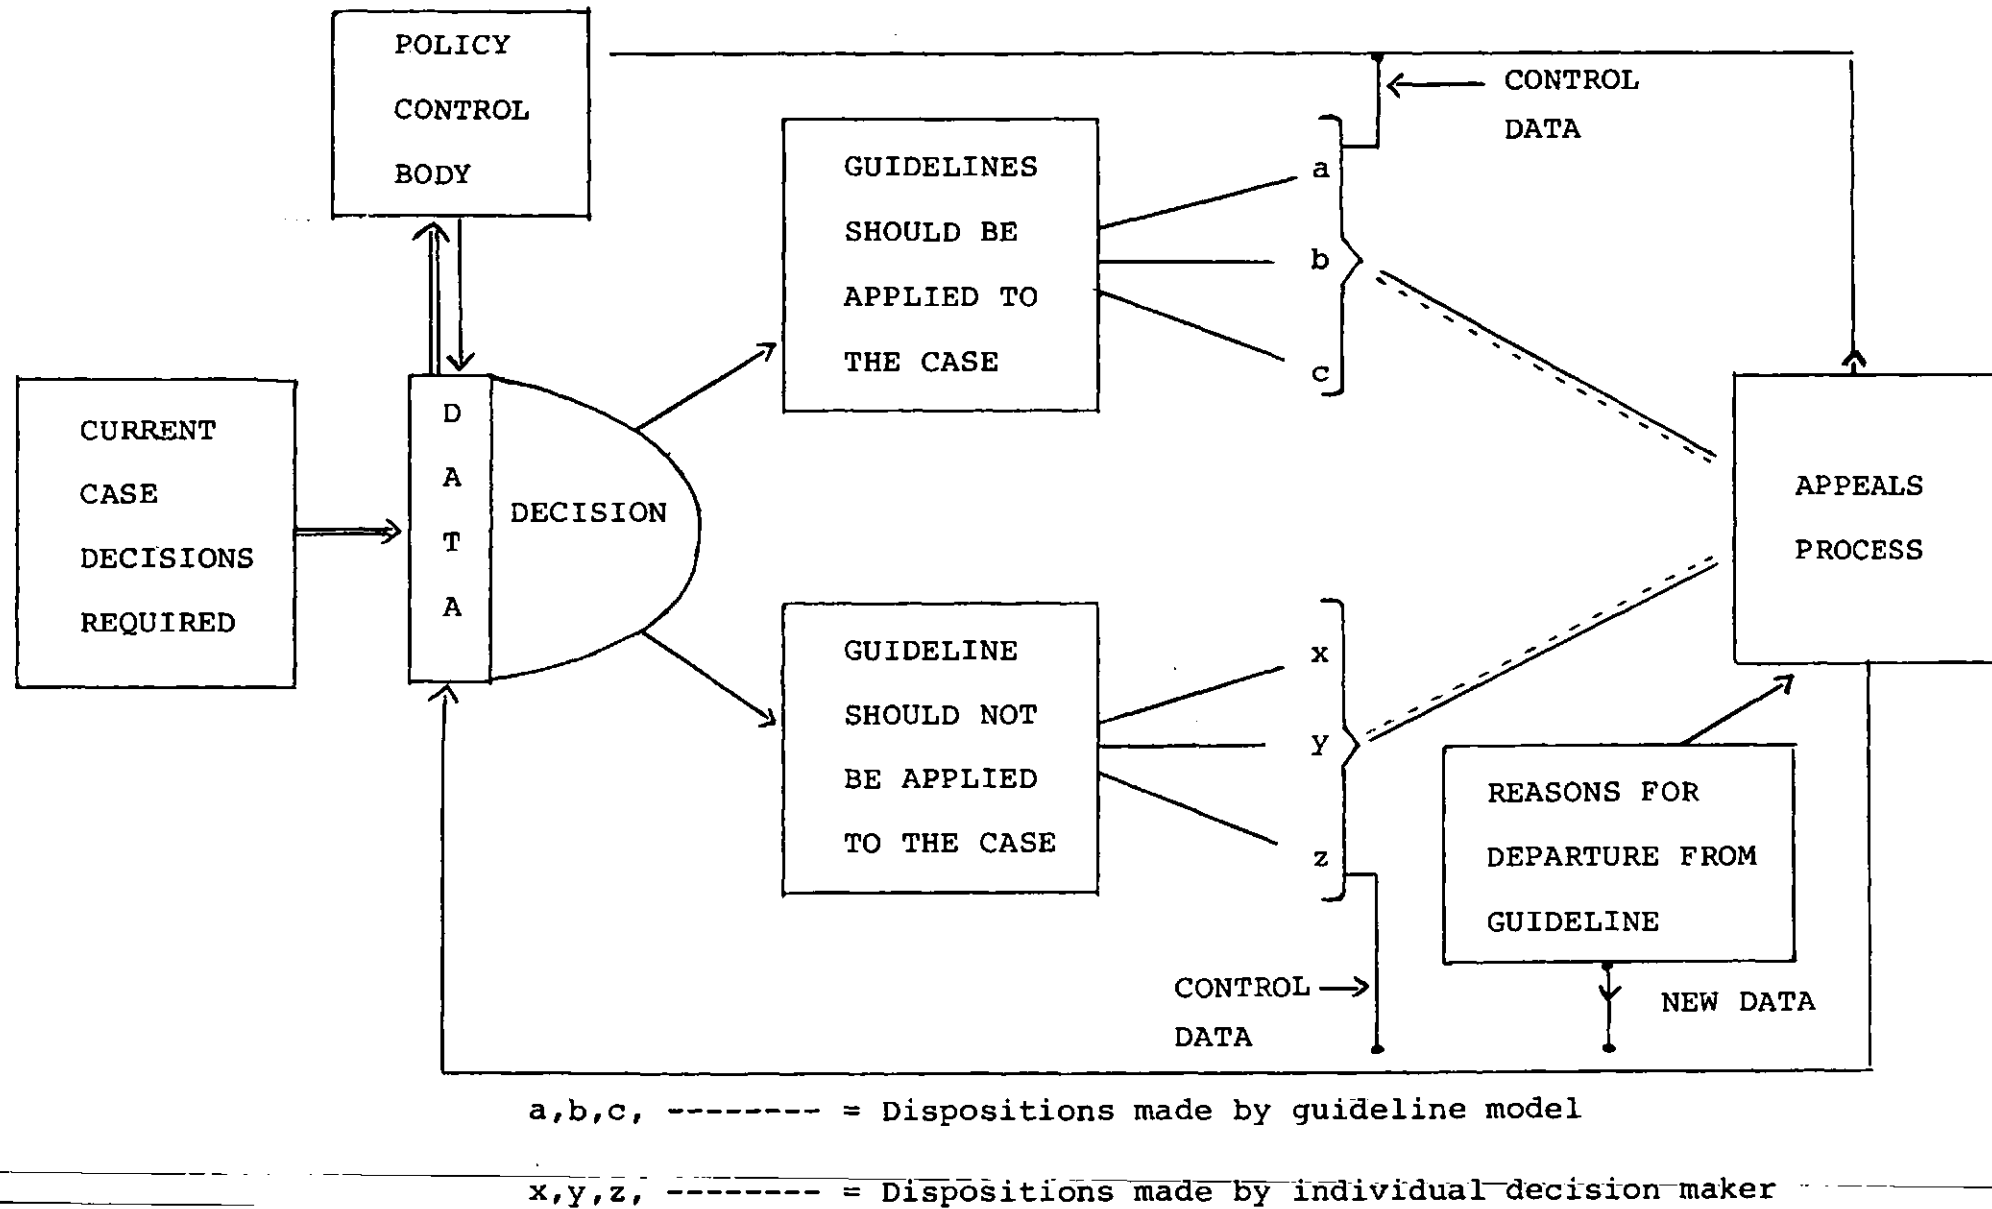 POLICY
CONTROL
BODY
CONTROL
DATA
GUIDELINES
SHOULD BE
APPLIED TO
THE CASE
a
b
c
CURRENT
CASE
DECISIONS
REQUIRED
D
A
T
A
DECISION
APPEALS
PROCESS
GUIDELINE
SHOULD NOT
BE APPLIED
TO THE CASE
x
y
z
REASONS FOR
DEPARTURE FROM
GUIDELINE
CONTROL
DATA
NEW DATA
a,b,c, -------- = Dispositions made by guideline model
x,y,z, -------- = Dispositions made by individual decision maker